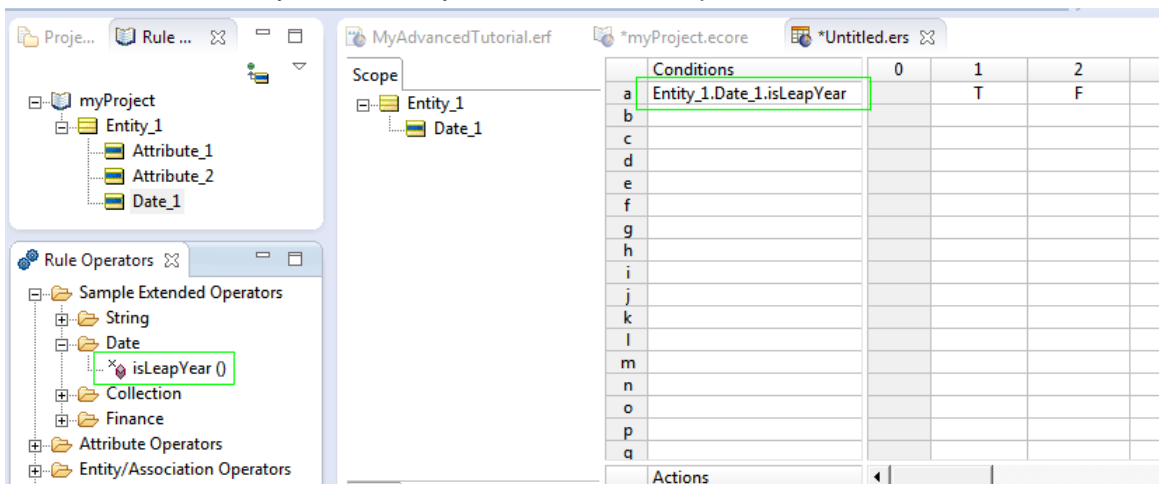 Proje...
Rule ...
myProject
Entity_1
Attribute_1
Attribute_2
Date_1
Rule Operators
Sample Extended Operators
String
Date
isLeapYear ()
Collection
Finance
Attribute Operators
Entity/Association Operators
MyAdvancedTutorial.erf
*myProject.ecore
*Untitled.ers
Scope
Entity_1
Date_1
Conditions 0 1 2
a Entity_1.Date_1.isLeapYear T F
b
c
d
e
f
g
h
i
j
k
l
m
n
o
p
q
Actions